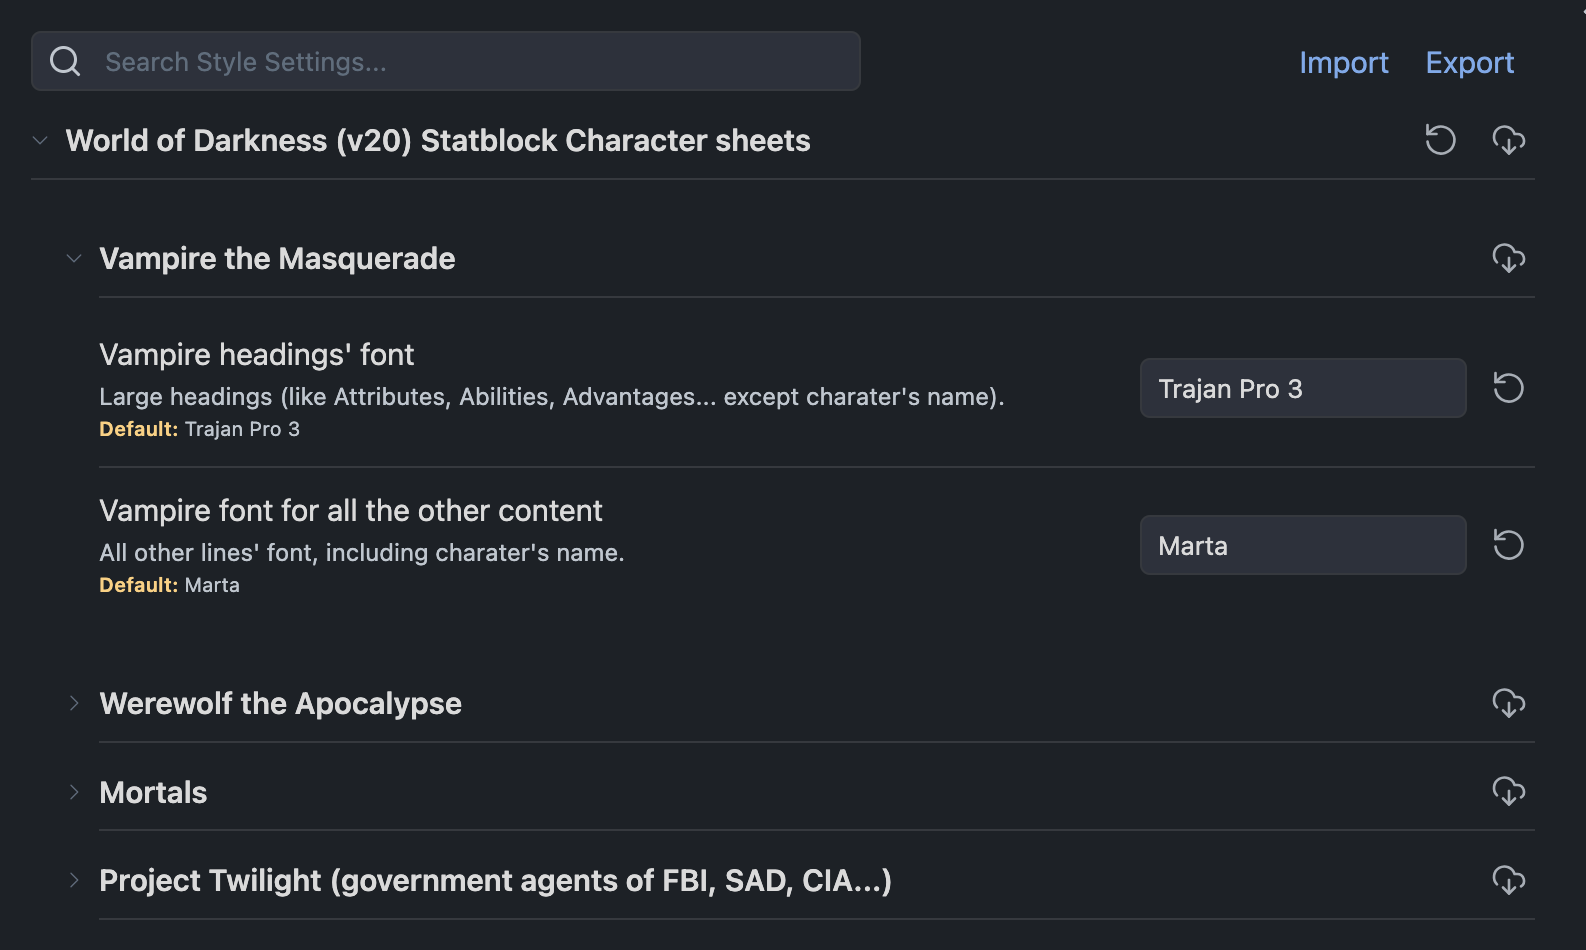 Search Style Settings...
Import
Export
World of Darkness (v20) Statblock Character sheets
Vampire the Masquerade
Vampire headings' font
Large headings (like Attributes, Abilities, Advantages... except charater's name).
Default: Trajan Pro 3
Trajan Pro 3
Vampire font for all the other content
All other lines' font, including charater's name.
Default: Marta
Marta
Werewolf the Apocalypse
Mortals
Project Twilight (government agents of FBI, SAD, CIA...)